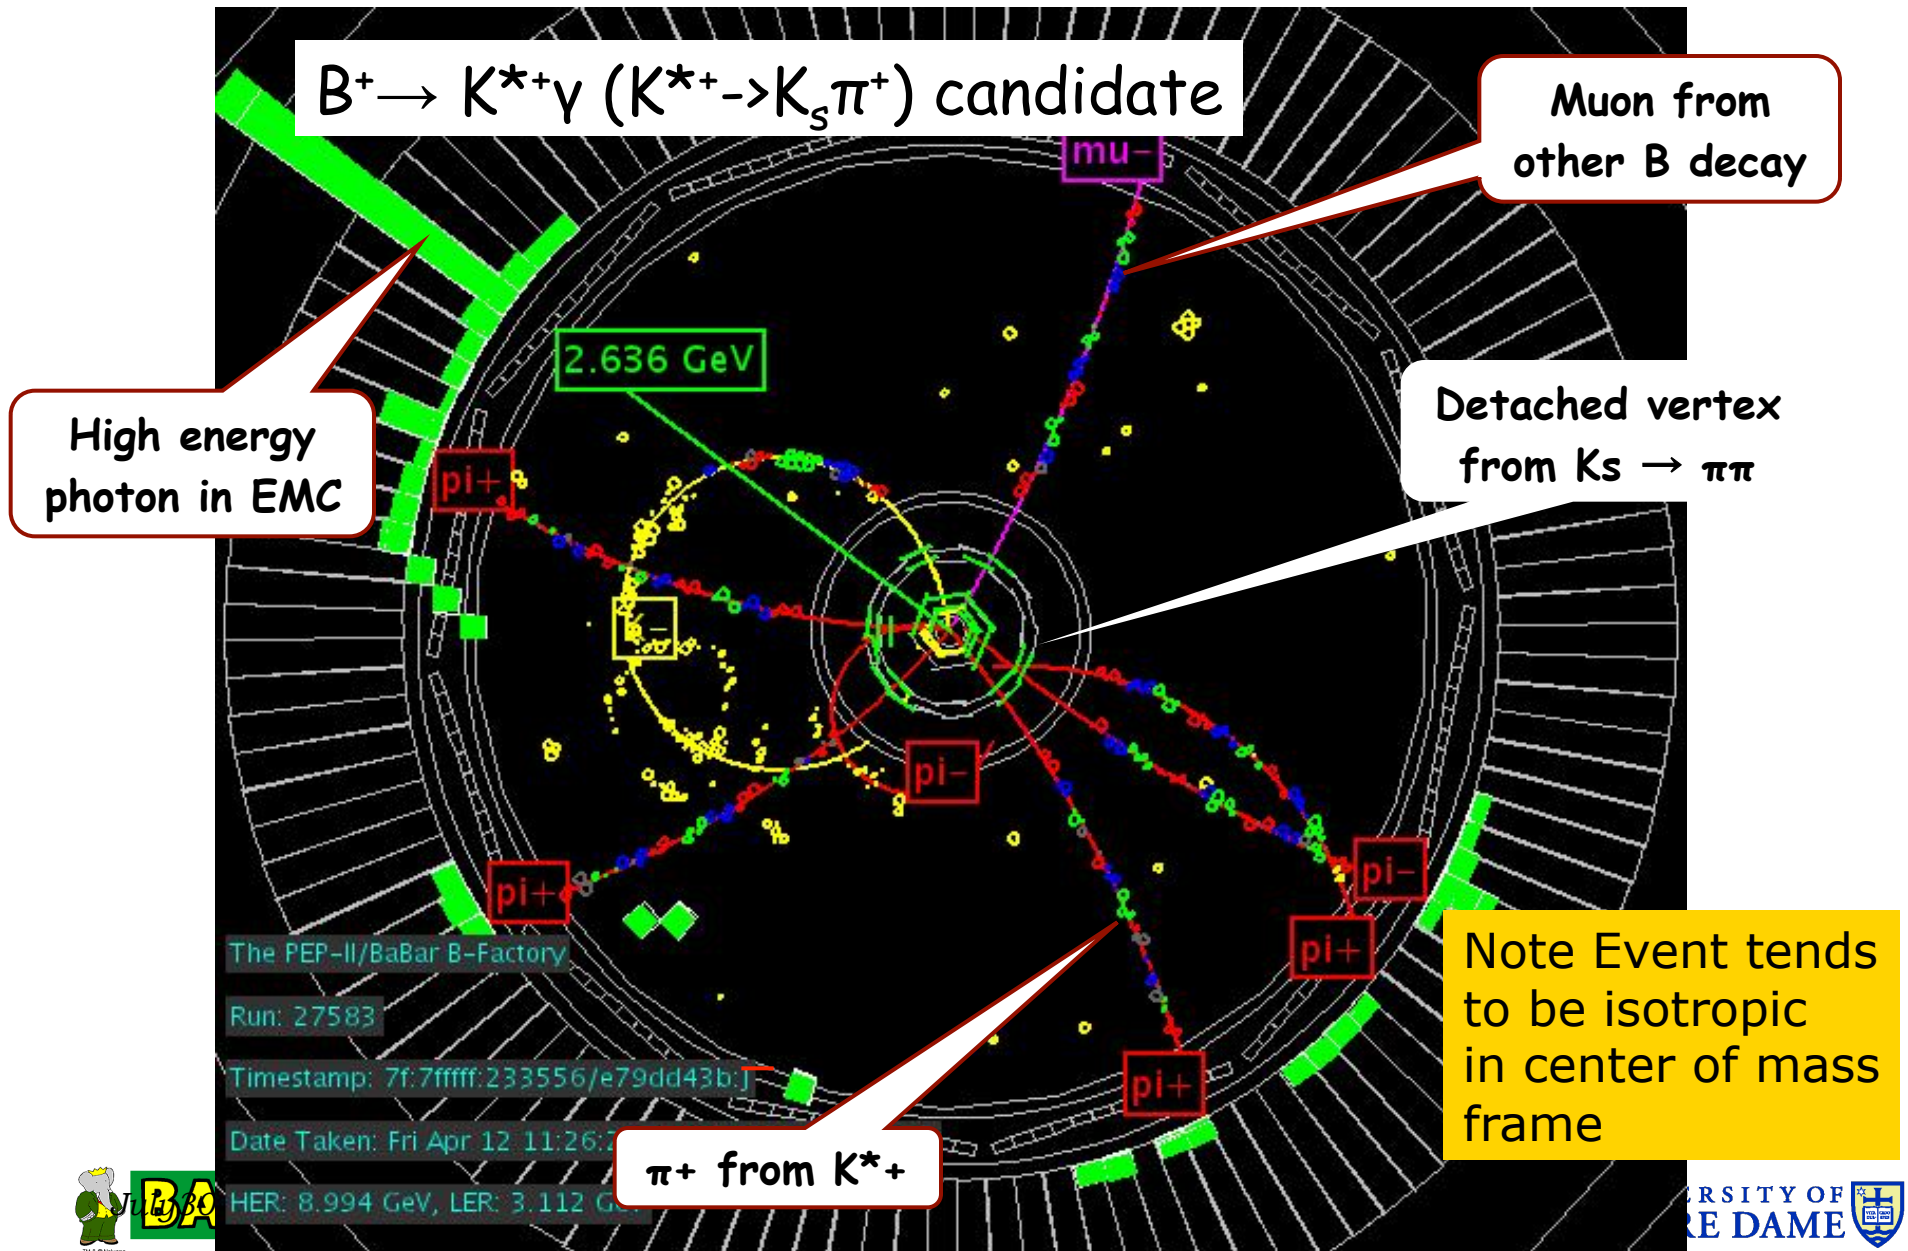 B⁺→ K*⁺γ (K*⁺->Kₛπ⁺) candidate
Muon from
other B decay
mu-
2.636 GeV
High energy
photon in EMC
Detached vertex
from Ks → ππ
pi+
-
pi-
pi-
pi+
pi+
pi+
The PEP-II/BaBar B-Factory
Run: 27583
Timestamp: 7f:7fffff:233556/e79dd43b:J
Date Taken: Fri Apr 12 11:26:
HER: 8.994 GeV, LER: 3.112 G
π+ from K*+
Note Event tends
to be isotropic
in center of mass
frame
July 30
BA
RSITY OF
RE DAME